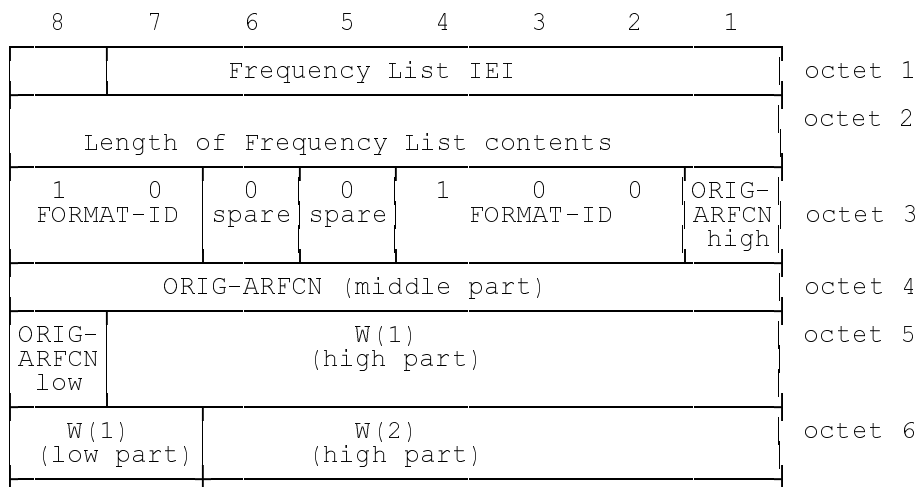 8 7 6 5 4 3 2 1
Frequency List IEI octet 1
octet 2
Length of Frequency List contents
1 0 0 0 1 0 0 ORIG-
FORMAT-ID spare spare FORMAT-ID ARFCN octet 3
high
ORIG-ARFCN (middle part) octet 4
ORIG- W(1) octet 5
ARFCN (high part)
low
W(1) W(2) octet 6
(low part) (high part)